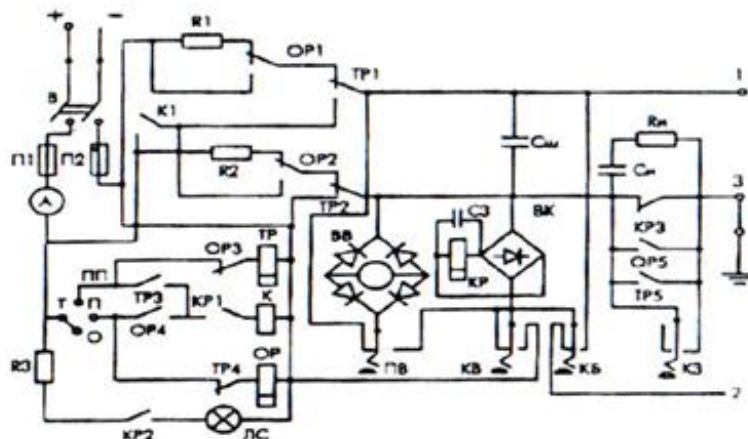 + −
R1
ОР1
ТР1
1
В
К1
П1
П2
R2
ОР2
ТР2
Сш
Rи
Си
3
А
С3
ВК
ВВ
КР
КР3
ОР5
ТР5
ОР3
ТР
ПП
ТР3
КР1
К
Т
П
О
ОР4
R3
ТР4
ОР
ПВ
КВ
КБ
КЗ
2
КР2
ЛС